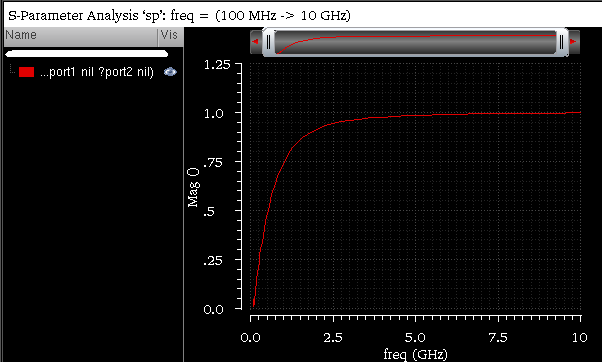 S-Parameter Analysis ‘sp’: freq = (100 MHz -> 10 GHz)
Name Vis
...port1 nil ?port2 nil)
1.25
1.0
.75
Mag ()
.5
.25
0.0
0.0 2.5 5.0 7.5 10
freq (GHz)